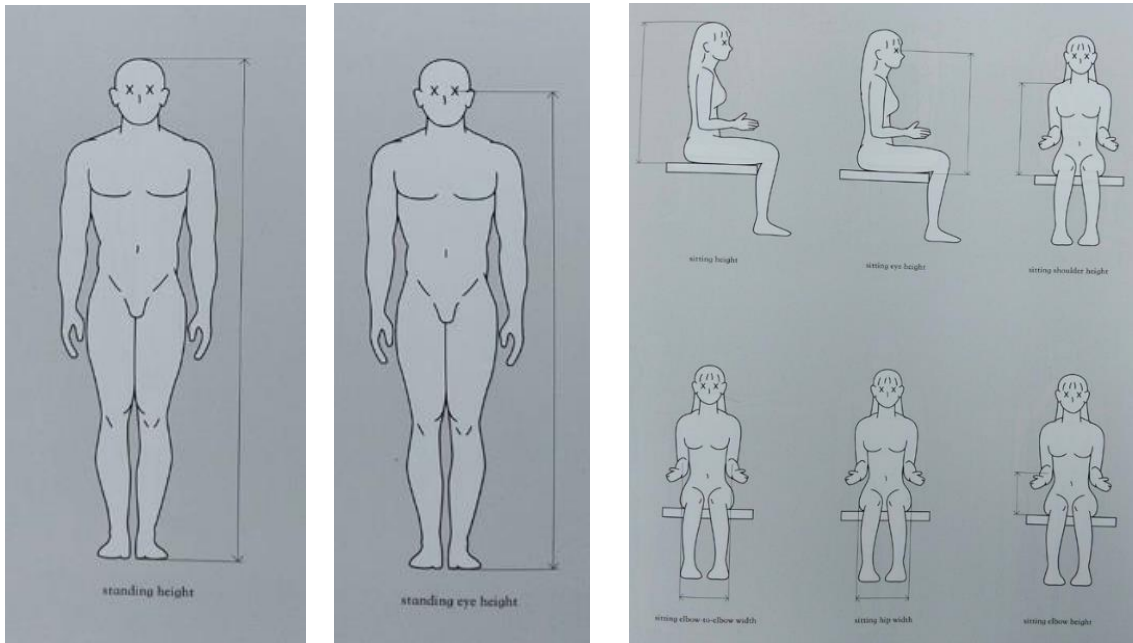 standing height
standing eye height
sitting height
sitting eye height
sitting shoulder height
sitting elbow-to-elbow width
sitting hip width
sitting elbow height